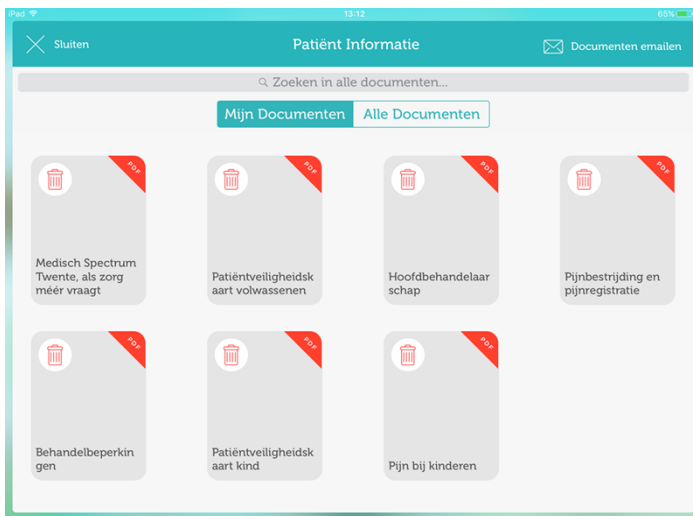 iPad 13:12 65%
Sluiten Patiënt Informatie Documenten emailen
Zoeken in alle documenten...
Mijn Documenten Alle Documenten
PDF PDF PDF PDF
Medisch Spectrum
Twente, als zorg
méér vraagt
Patiëntveiligheidsk
aart volwassenen
Hoofdbehandelaar
schap
Pijnbestrijding en
pijnregistratie
PDF PDF PDF
Behandelbeperkin
gen
Patiëntveiligheidsk
aart kind
Pijn bij kinderen